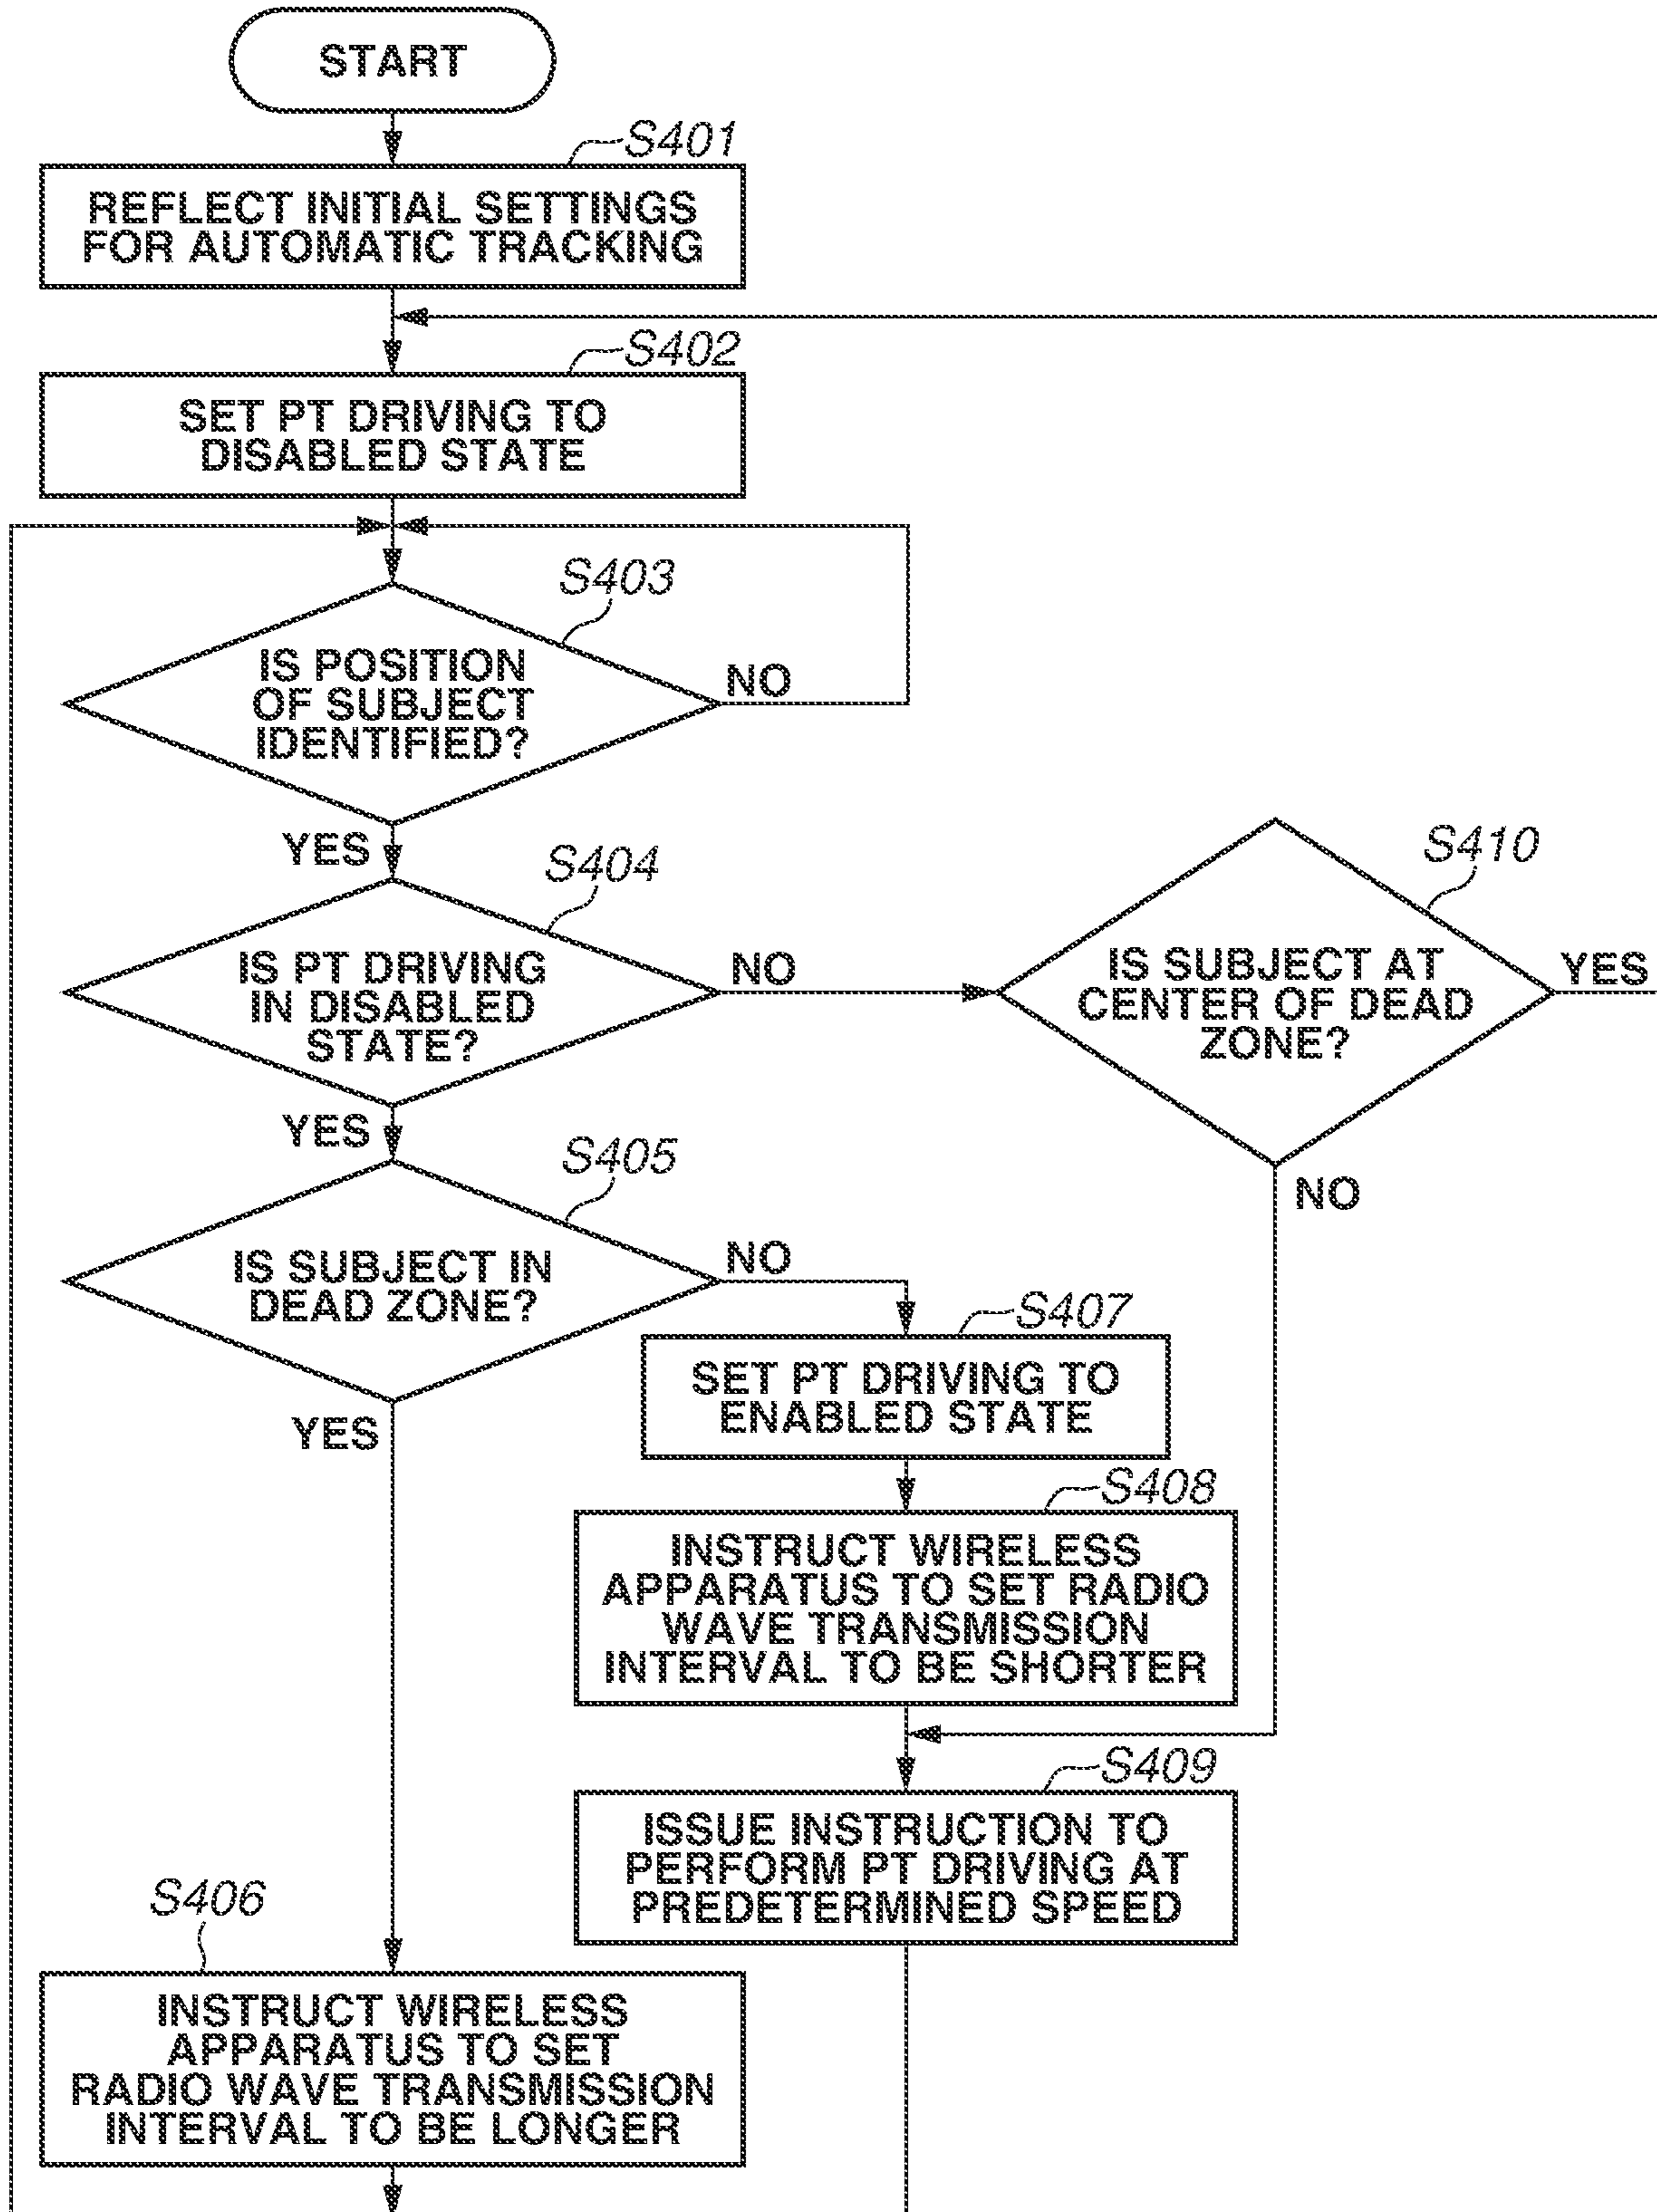 START
S401
REFLECT INITIAL SETTINGS
FOR AUTOMATIC TRACKING
S402
SET PT DRIVING TO
DISABLED STATE
S403
IS POSITION
OF SUBJECT
IDENTIFIED?
NO
YES
S404
IS PT DRIVING
IN DISABLED
STATE?
NO
S410
IS SUBJECT AT
CENTER OF DEAD
ZONE?
YES
NO
YES
S405
IS SUBJECT IN
DEAD ZONE?
NO
YES
S407
SET PT DRIVING TO
ENABLED STATE
S408
INSTRUCT WIRELESS
APPARATUS TO SET RADIO
WAVE TRANSMISSION
INTERVAL TO BE SHORTER
S409
ISSUE INSTRUCTION TO
PERFORM PT DRIVING AT
PREDETERMINED SPEED
S406
INSTRUCT WIRELESS
APPARATUS TO SET
RADIO WAVE TRANSMISSION
INTERVAL TO BE LONGER